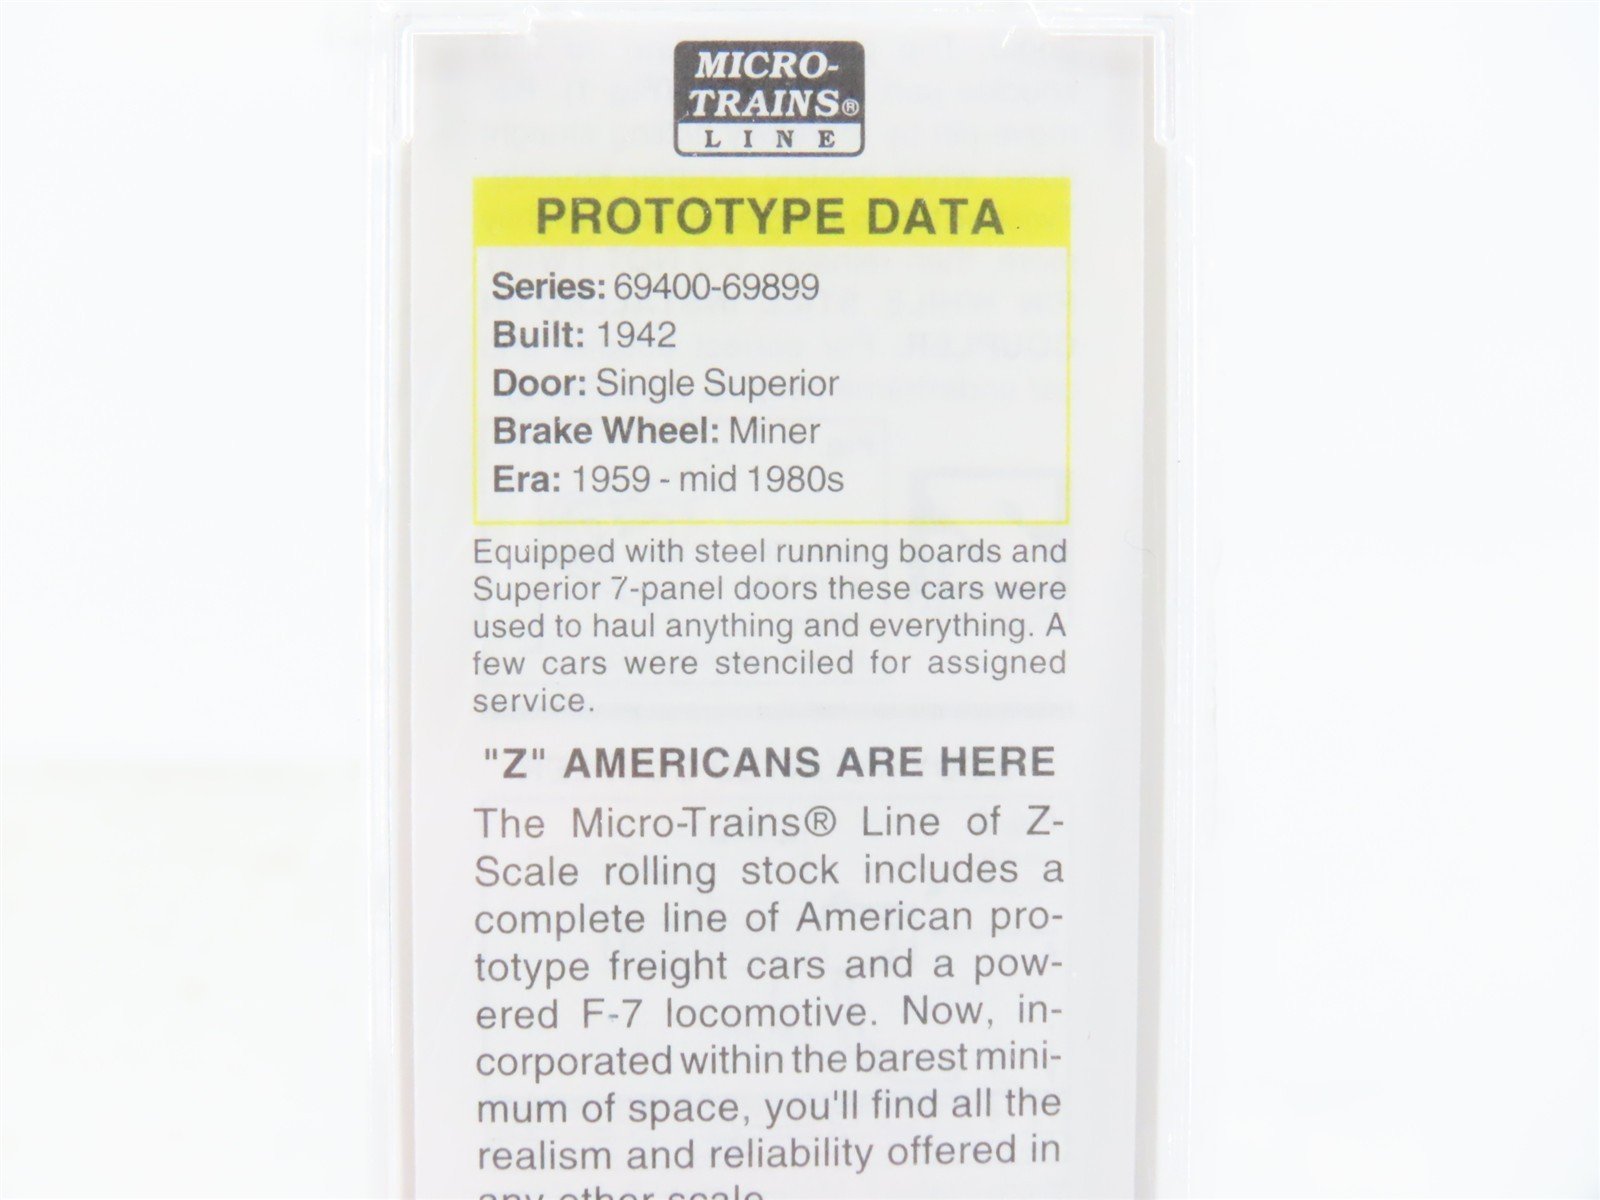 MICRO-
TRAINS®
LINE
PROTOTYPE DATA
Series: 69400-69899
Built: 1942
Door: Single Superior
Brake Wheel: Miner
Era: 1959 - mid 1980s
Equipped with steel running boards and
Superior 7-panel doors these cars were
used to haul anything and everything. A
few cars were stenciled for assigned
service.
"Z" AMERICANS ARE HERE
The Micro-Trains® Line of Z-
Scale rolling stock includes a
complete line of American pro-
totype freight cars and a pow-
ered F-7 locomotive. Now, in-
corporated within the barest mini-
mum of space, you'll find all the
realism and reliability offered in
any other scale.